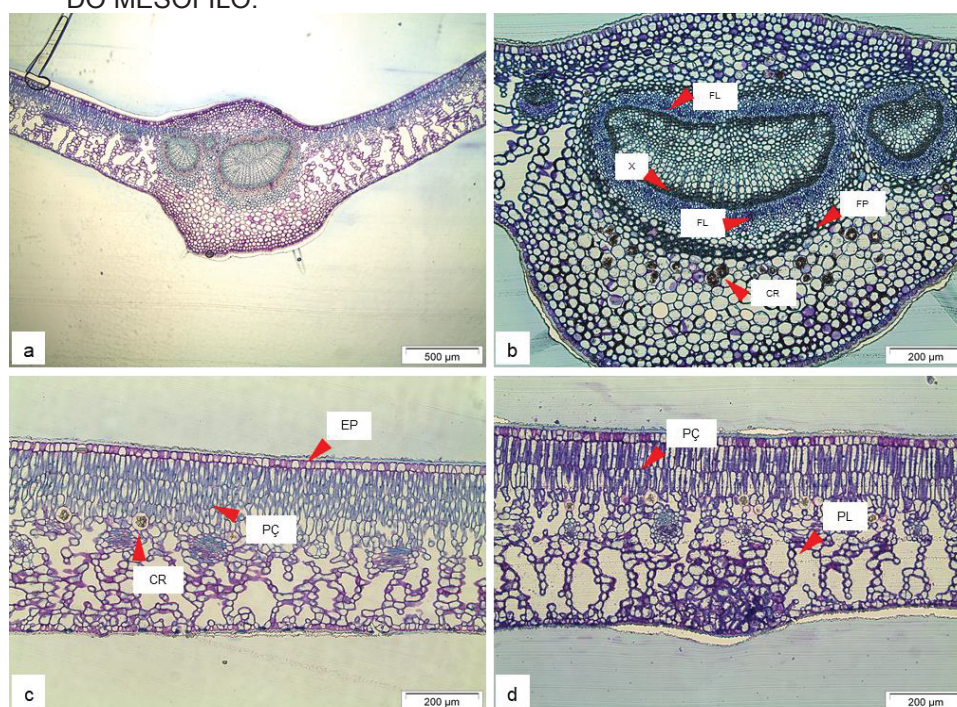 DO MESOFILO.
FL
X
FL
FP
CR
a
500 µm
b
200 µm
EP
PÇ
CR
c
200 µm
PÇ
PL
d
200 µm